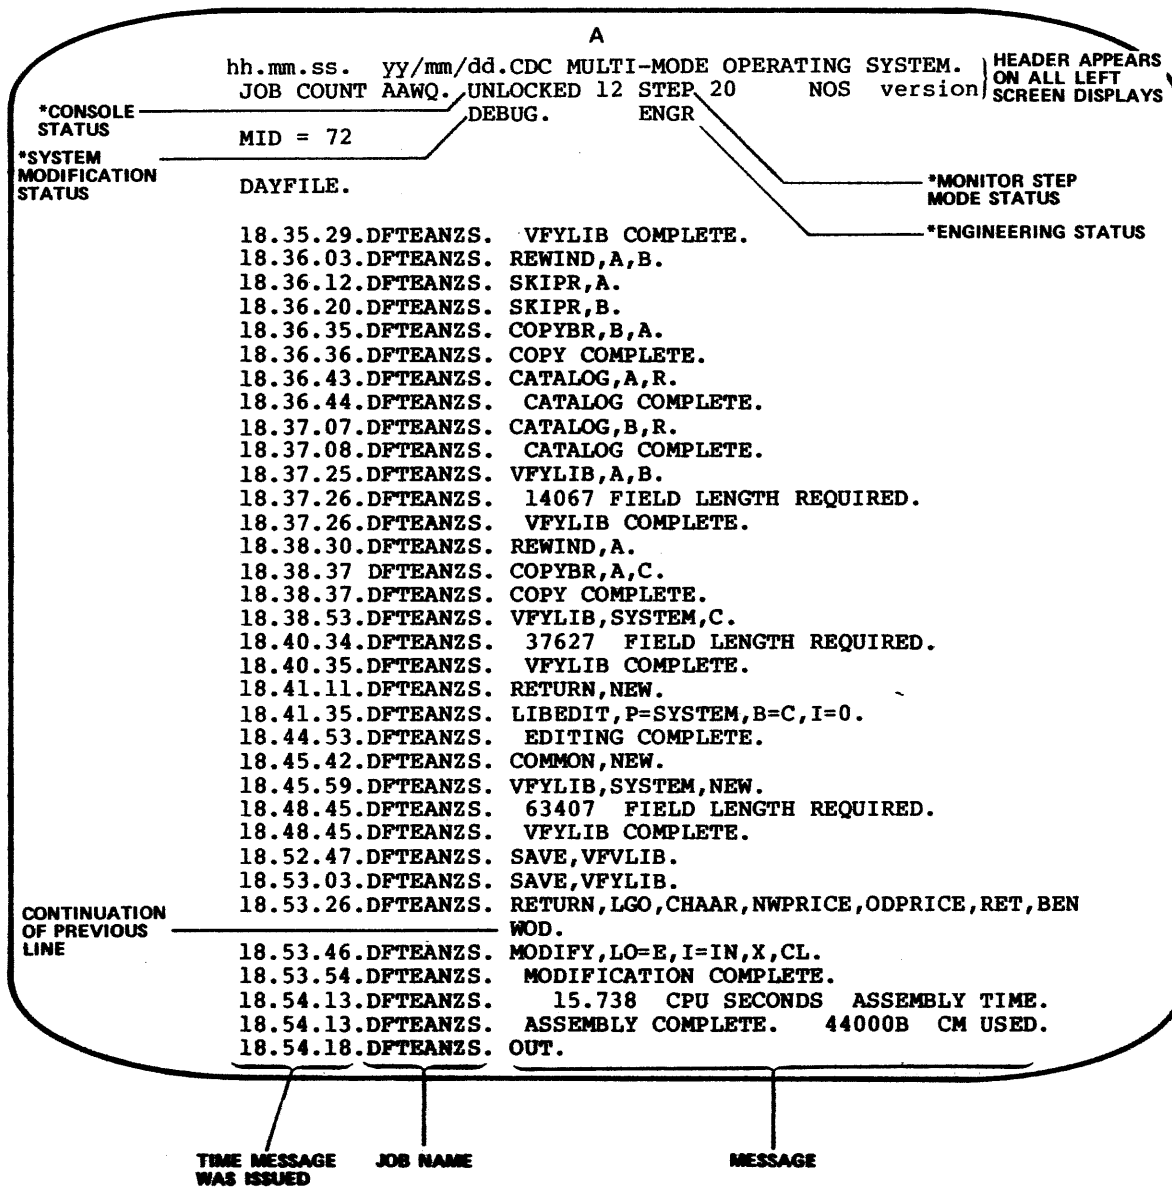 A
hh.mm.ss. yy/mm/dd.CDC MULTI-MODE OPERATING SYSTEM.
JOB COUNT AAWQ. UNLOCKED 12 STEP 20 NOS version
DEBUG. ENGR
HEADER APPEARS
ON ALL LEFT
SCREEN DISPLAYS
*CONSOLE
STATUS
MID = 72
*SYSTEM
MODIFICATION
STATUS
DAYFILE.
*MONITOR STEP
MODE STATUS
*ENGINEERING STATUS
18.35.29.DFTEANZS. VFYLIB COMPLETE.
18.36.03.DFTEANZS. REWIND,A,B.
18.36.12.DFTEANZS. SKIPR,A.
18.36.20.DFTEANZS. SKIPR,B.
18.36.35.DFTEANZS. COPYBR,B,A.
18.36.36.DFTEANZS. COPY COMPLETE.
18.36.43.DFTEANZS. CATALOG,A,R.
18.36.44.DFTEANZS. CATALOG COMPLETE.
18.37.07.DFTEANZS. CATALOG,B,R.
18.37.08.DFTEANZS. CATALOG COMPLETE.
18.37.25.DFTEANZS. VFYLIB,A,B.
18.37.26.DFTEANZS. 14067 FIELD LENGTH REQUIRED.
18.37.26.DFTEANZS. VFYLIB COMPLETE.
18.38.30.DFTEANZS. REWIND,A.
18.38.37 DFTEANZS. COPYBR,A,C.
18.38.37.DFTEANZS. COPY COMPLETE.
18.38.53.DFTEANZS. VFYLIB,SYSTEM,C.
18.40.34.DFTEANZS. 37627 FIELD LENGTH REQUIRED.
18.40.35.DFTEANZS. VFYLIB COMPLETE.
18.41.11.DFTEANZS. RETURN,NEW.
18.41.35.DFTEANZS. LIBEDIT,P=SYSTEM,B=C,I=0.
18.44.53.DFTEANZS. EDITING COMPLETE.
18.45.42.DFTEANZS. COMMON,NEW.
18.45.59.DFTEANZS. VFYLIB,SYSTEM,NEW.
18.48.45.DFTEANZS. 63407 FIELD LENGTH REQUIRED.
18.48.45.DFTEANZS. VFYLIB COMPLETE.
18.52.47.DFTEANZS. SAVE,VFVLIB.
18.53.03.DFTEANZS. SAVE,VFYLIB.
18.53.26.DFTEANZS. RETURN,LGO,CHAAR,NWPRICE,ODPRICE,RET,BEN
WOD.
CONTINUATION
OF PREVIOUS
LINE
18.53.46.DFTEANZS. MODIFY,LO=E,I=IN,X,CL.
18.53.54.DFTEANZS. MODIFICATION COMPLETE.
18.54.13.DFTEANZS. 15.738 CPU SECONDS ASSEMBLY TIME.
18.54.13.DFTEANZS. ASSEMBLY COMPLETE. 44000B CM USED.
18.54.18.DFTEANZS. OUT.
TIME MESSAGE
WAS ISSUED
JOB NAME
MESSAGE